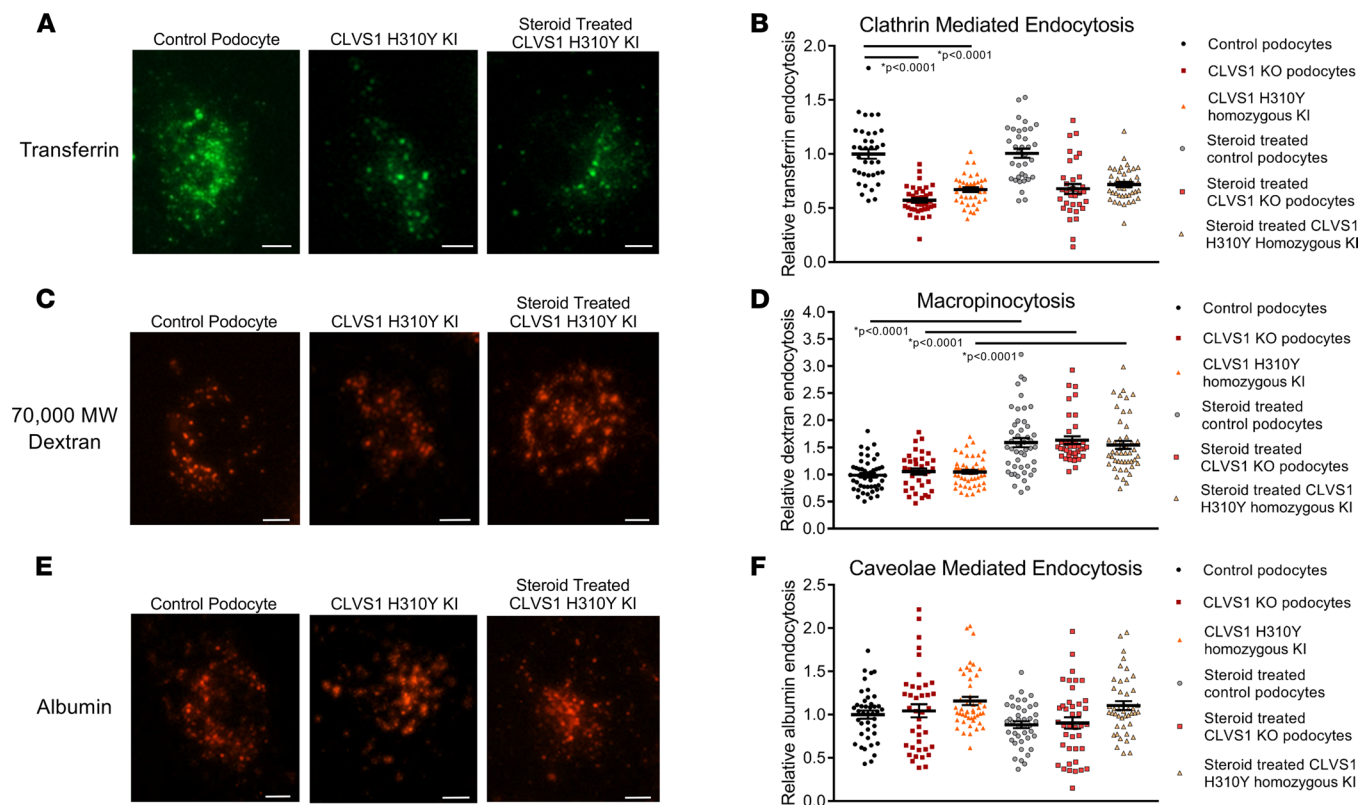 A
Control Podocyte
CLVS1 H310Y KI
Steroid Treated
CLVS1 H310Y KI
Transferrin
B
Clathrin Mediated Endocytosis
Relative transferrin endocytosis
2.0
1.5
1.0
0.5
0.0
*p<0.0001
*p<0.0001
Control podocytes
CLVS1 KO podocytes
CLVS1 H310Y
homozygous KI
Steroid treated
control podocytes
Steroid treated
CLVS1 KO podocytes
Steroid treated CLVS1
H310Y Homozygous KI
C
Control Podocyte
CLVS1 H310Y KI
Steroid Treated
CLVS1 H310Y KI
70,000 MW
Dextran
D
Macropinocytosis
Relative dextran endocytosis
4.0
3.5
3.0
2.5
2.0
1.5
1.0
0.5
0.0
*p<0.0001
*p<0.0001
*p<0.0001
Control podocytes
CLVS1 KO podocytes
CLVS1 H310Y
homozygous KI
Steroid treated
control podocytes
Steroid treated
CLVS1 KO podocytes
Steroid treated CLVS1
H310Y homozygous KI
E
Control Podocyte
CLVS1 H310Y KI
Steroid Treated
CLVS1 H310Y KI
Albumin
F
Caveolae Mediated Endocytosis
Relative albumin endocytosis
2.5
2.0
1.5
1.0
0.5
0.0
Control podocytes
CLVS1 KO podocytes
CLVS1 H310Y
homozygous KI
Steroid treated
control podocytes
Steroid treated
CLVS1 KO podocytes
Steroid treated CLVS1
H310Y homozygous KI